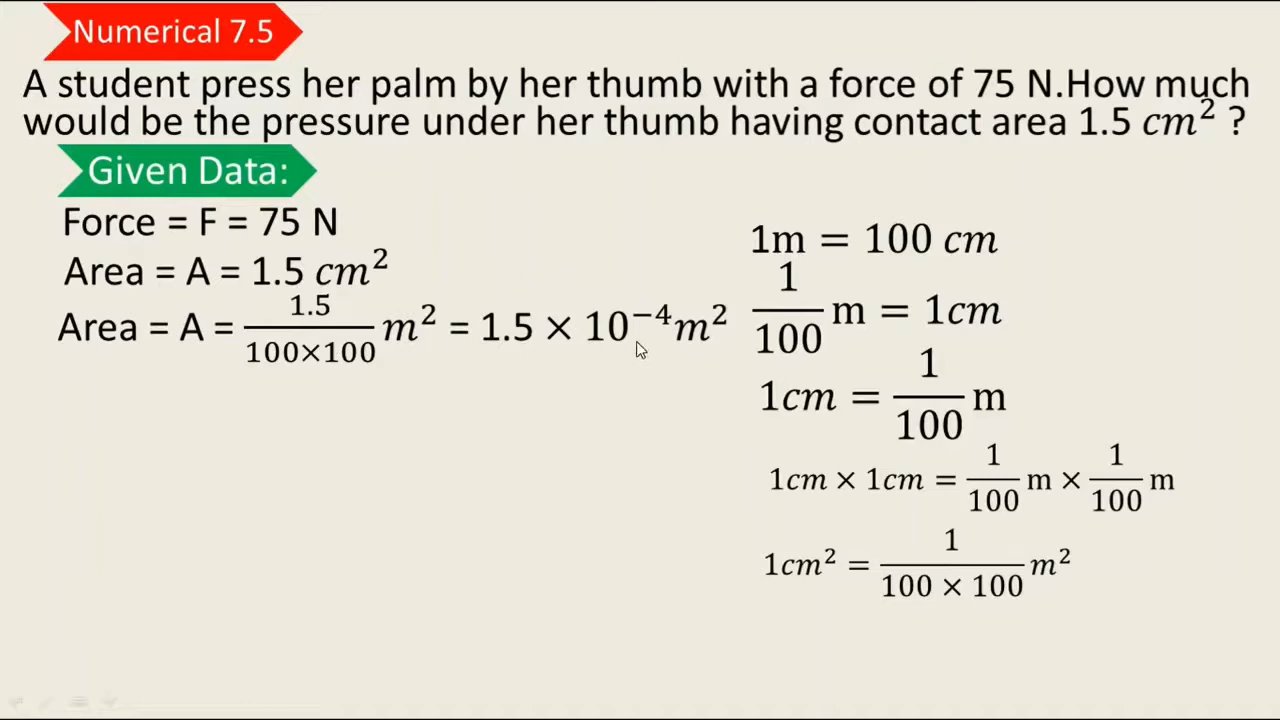 Numerical 7.5
A student press her palm by her thumb with a force of 75 N.How much
would be the pressure under her thumb having contact area 1.5 cm² ?
Given Data:
Force = F = 75 N
Area = A = 1.5 cm²
Area = A = 1.5/(100×100) m² = 1.5 × 10⁻⁴m²
1m = 100 cm
1/100 m = 1cm
1cm = 1/100 m
1cm × 1cm = 1/100 m × 1/100 m
1cm² = 1/(100 × 100) m²